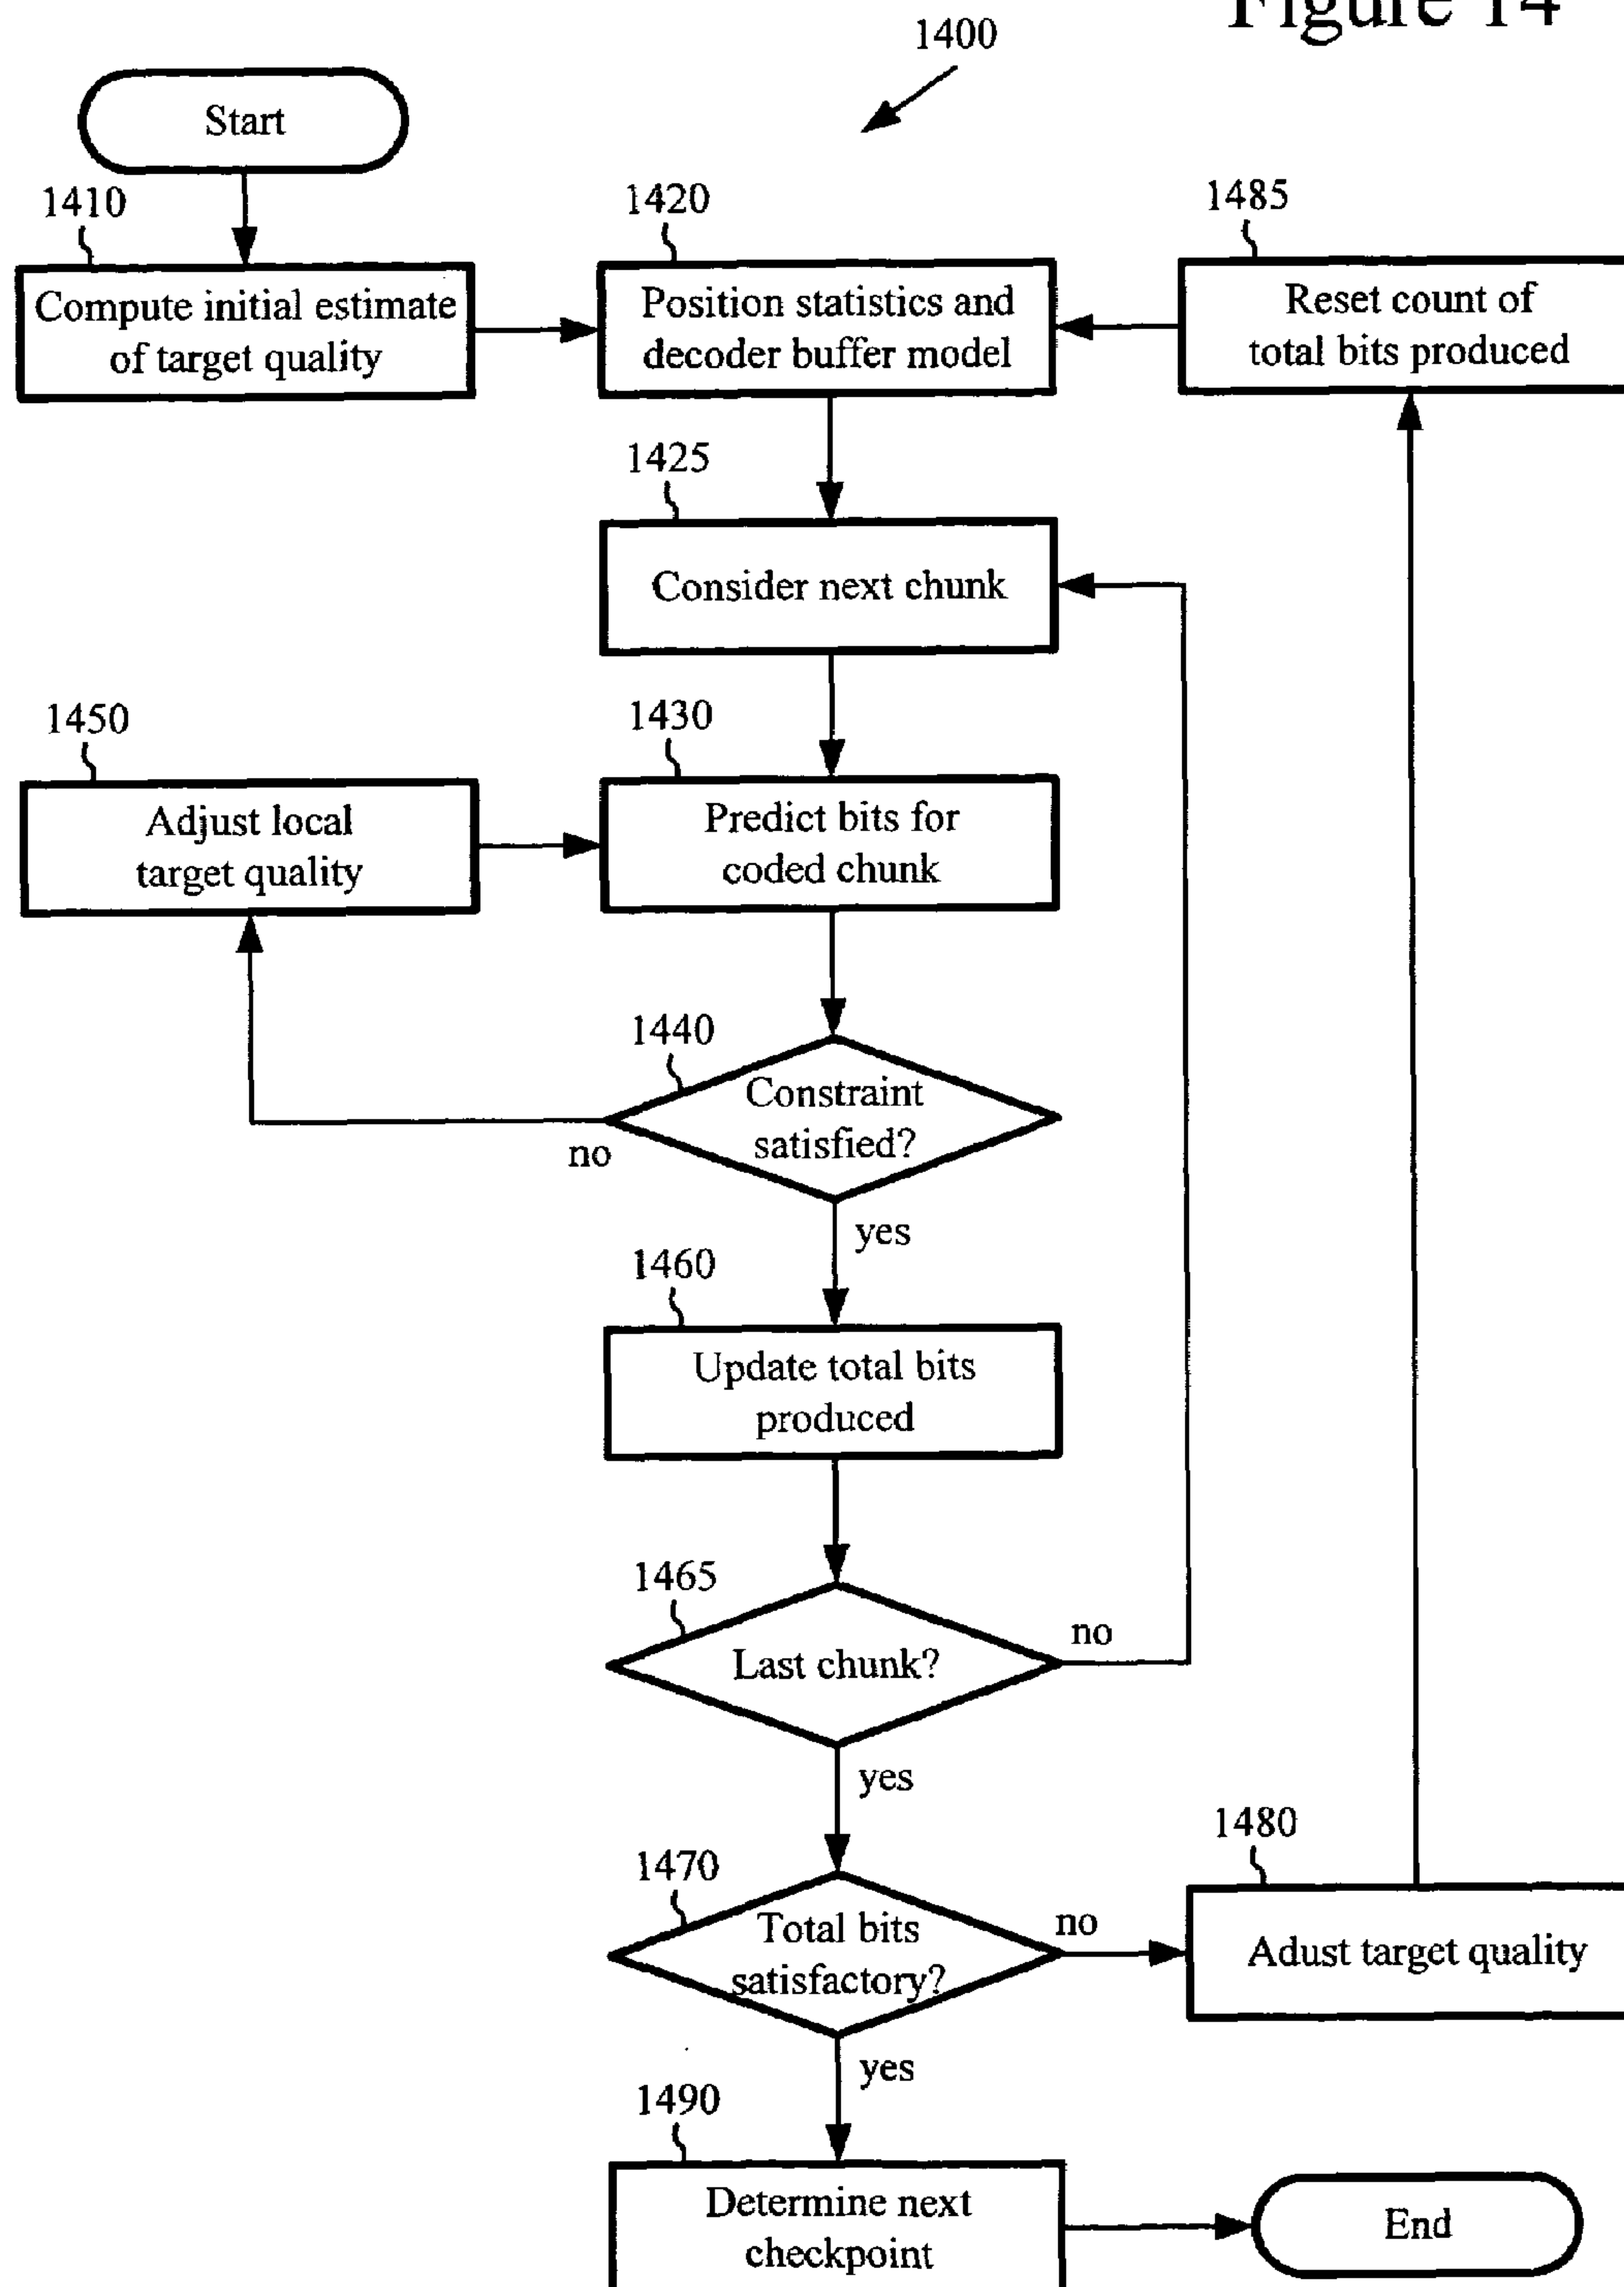 Figure 14
1400
Start
1410
1420
1485
Compute initial estimate
of target quality
Position statistics and
decoder buffer model
Reset count of
total bits produced
1425
Consider next chunk
1450
1430
Adjust local
target quality
Predict bits for
coded chunk
1440
Constraint
satisfied?
no
yes
1460
Update total bits
produced
1465
Last chunk?
no
yes
1480
1470
Total bits
satisfactory?
no
Adust target quality
yes
1490
Determine next
checkpoint
End